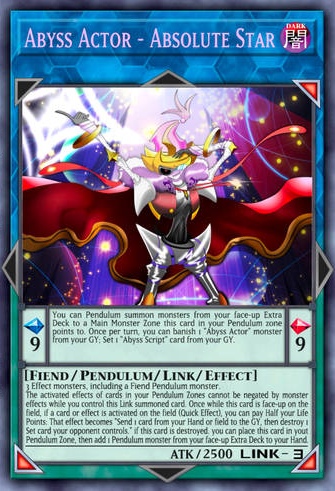 ABYSS ACTOR - ABSOLUTE STAR
DARK
闇
You can Pendulum summon monsters from your face-up Extra
Deck to a Main Monster Zone this card in your Pendulum zone
points to. Once per turn, you can banish 1 "Abyss Actor" monster
from your GY; Set 1 "Abyss Script" card from your GY.
9
9
[FIEND/PENDULUM/LINK/EFFECT]
3 Effect monsters, including a Fiend Pendulum monster.
The activated effects of cards in your Pendulum Zones cannot be negated by monster
effects while you control this Link summoned card. Once while this card is face-up on the
field, if a card or effect is activated on the field (Quick Effect), you can pay Half your Life
Points. That effect becomes "Send 1 card from your Hand or field to the GY, then destroy 1
Set card your opponent controls." if this card is destroyed, you can place this card in your
Pendulum Zone, then add 1 Pendulum monster from your face-up Extra Deck to your Hand.
ATK/2500 LINK-3